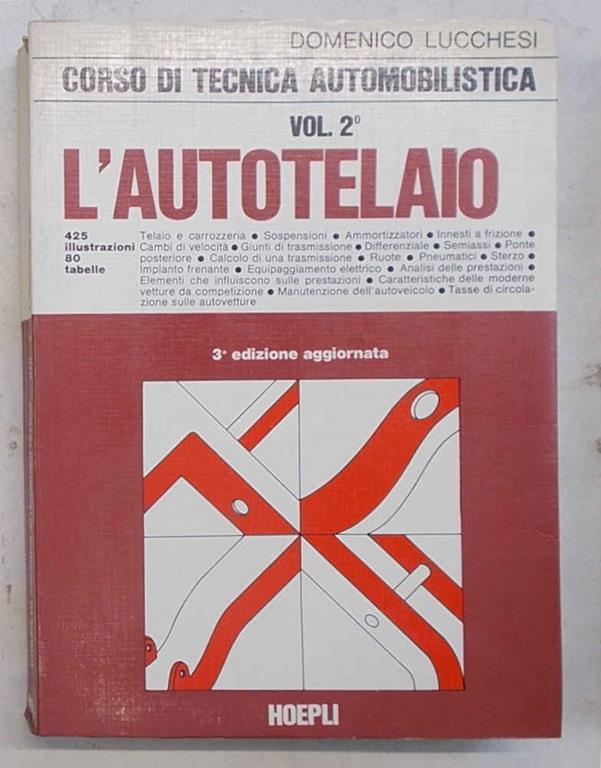 DOMENICO LUCCHESI
CORSO DI TECNICA AUTOMOBILISTICA
VOL. 2º
L'AUTOTELAIO
425
illustrazioni
80
tabelle
Telaio e carrozzeria ● Sospensioni ● Ammortizzatori ● Innesti a frizione ●
Cambi di velocità ● Giunti di trasmissione ● Differenziale ● Semiassi ● Ponte
posteriore ● Calcolo di una trasmissione ● Ruote ● Pneumatici ● Sterzo ●
Impianto frenante ● Equipaggiamento elettrico ● Analisi delle prestazioni ●
Elementi che influiscono sulle prestazioni ● Caratteristiche delle moderne
vetture da competizione ● Manutenzione dell'autoveicolo ● Tasse di circola-
zione sulle autovetture
3ª edizione aggiornata
HOEPLI